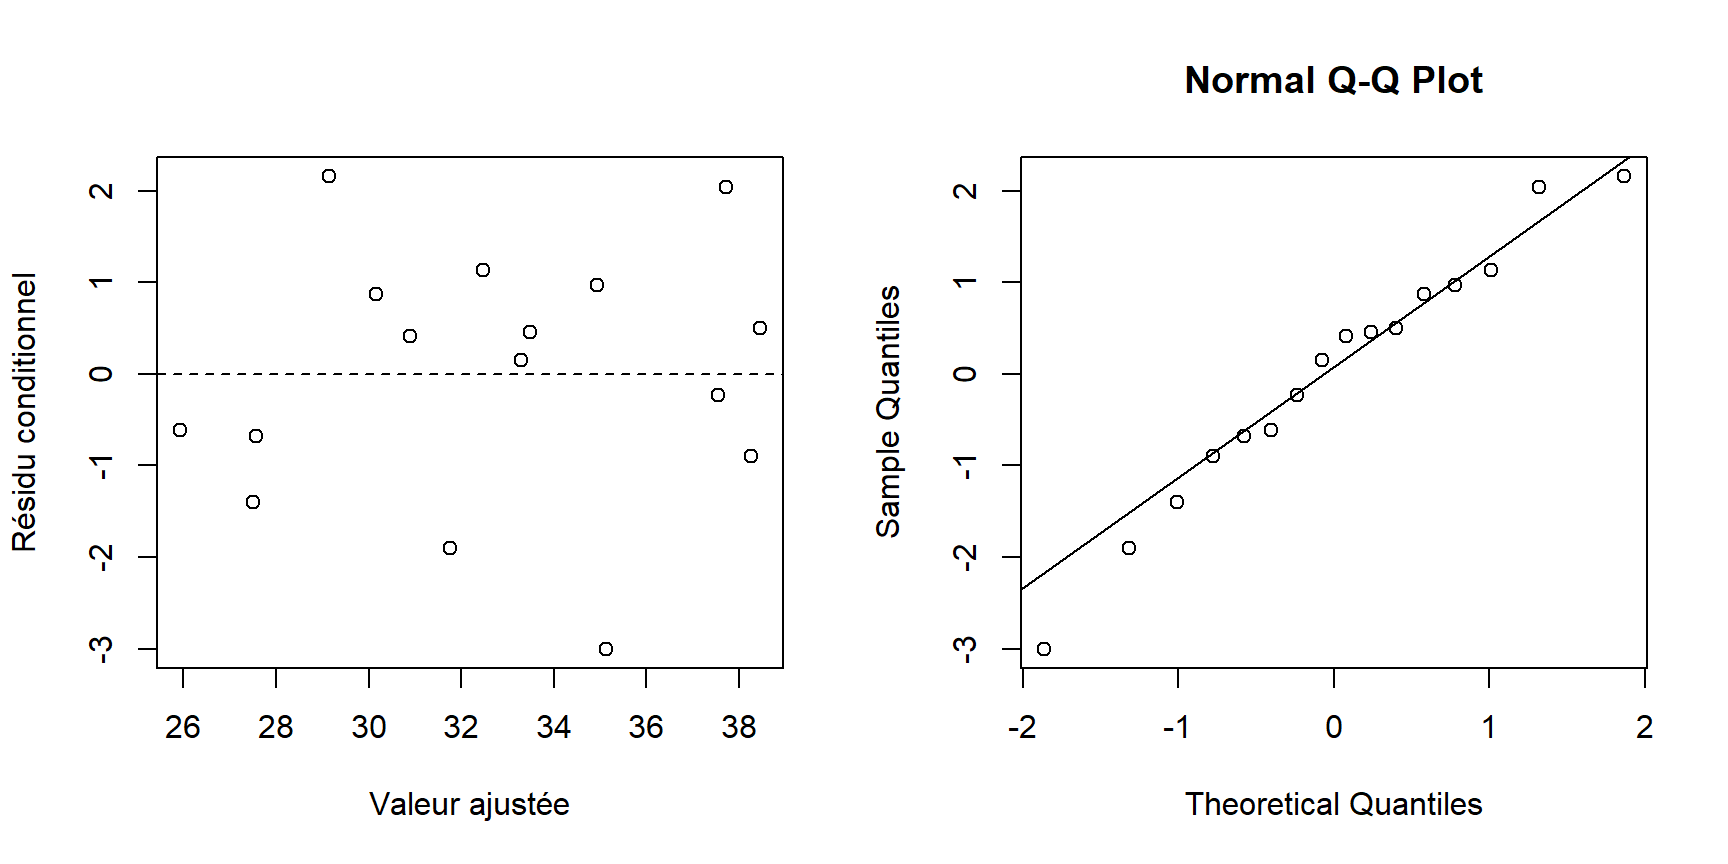 Résidu conditionnel
2
1
0
-1
-2
-3
26 28 30 32 34 36 38
Valeur ajustée
Normal Q-Q Plot
Sample Quantiles
2
1
0
-1
-2
-3
-2 -1 0 1 2
Theoretical Quantiles